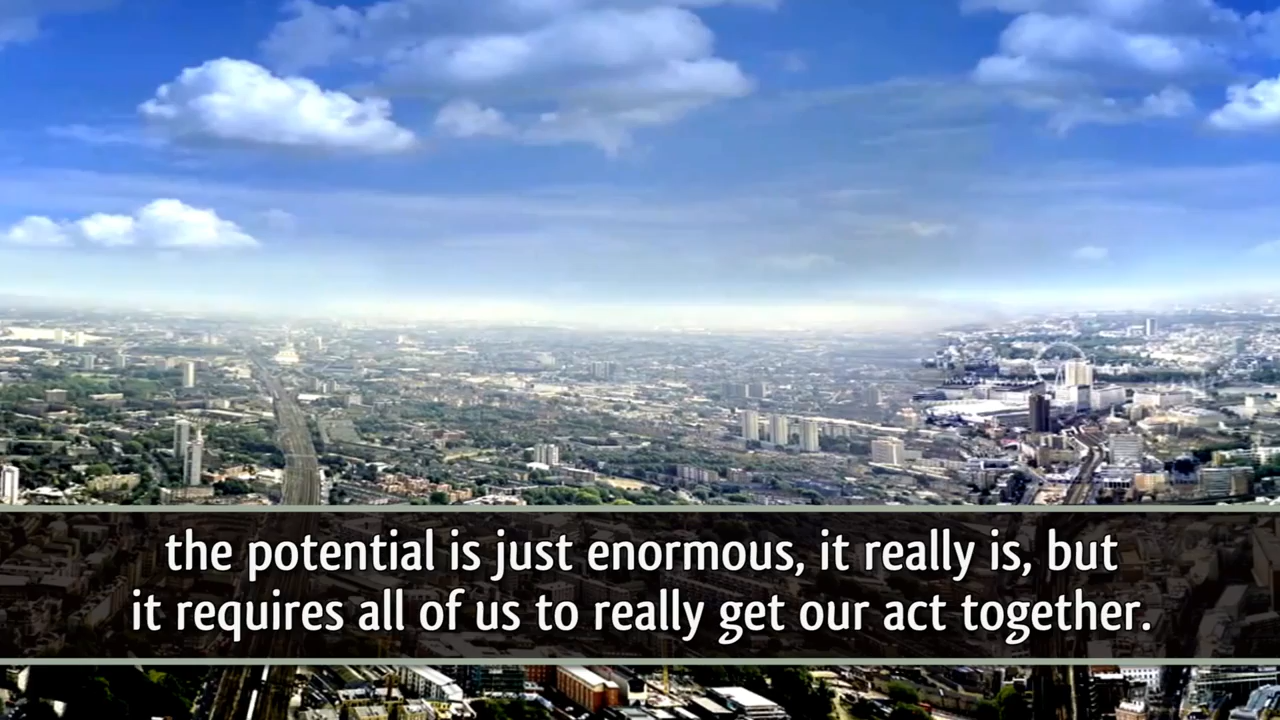 the potential is just enormous, it really is, but
it requires all of us to really get our act together.